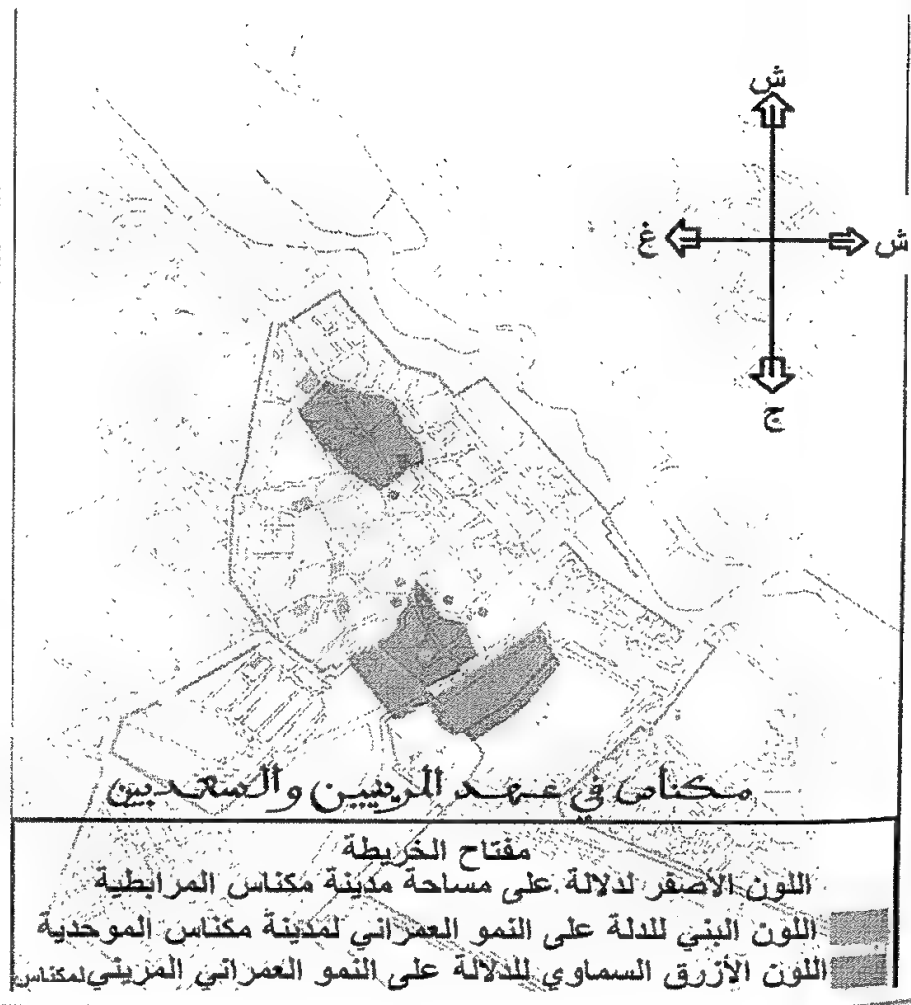 ش
غ
ش
ج
مكناس في عهد المرينيين والسعديين
مفتاح الخريطة
اللون الاصفر لدلالة على مساحة مدينة مكناس المرابطية
اللون البني للدلة على النمو العمراني لمدينة مكناس الموحدية
اللون الأزرق السماوي للدلالة على النمو العمراني المريني لمكناس